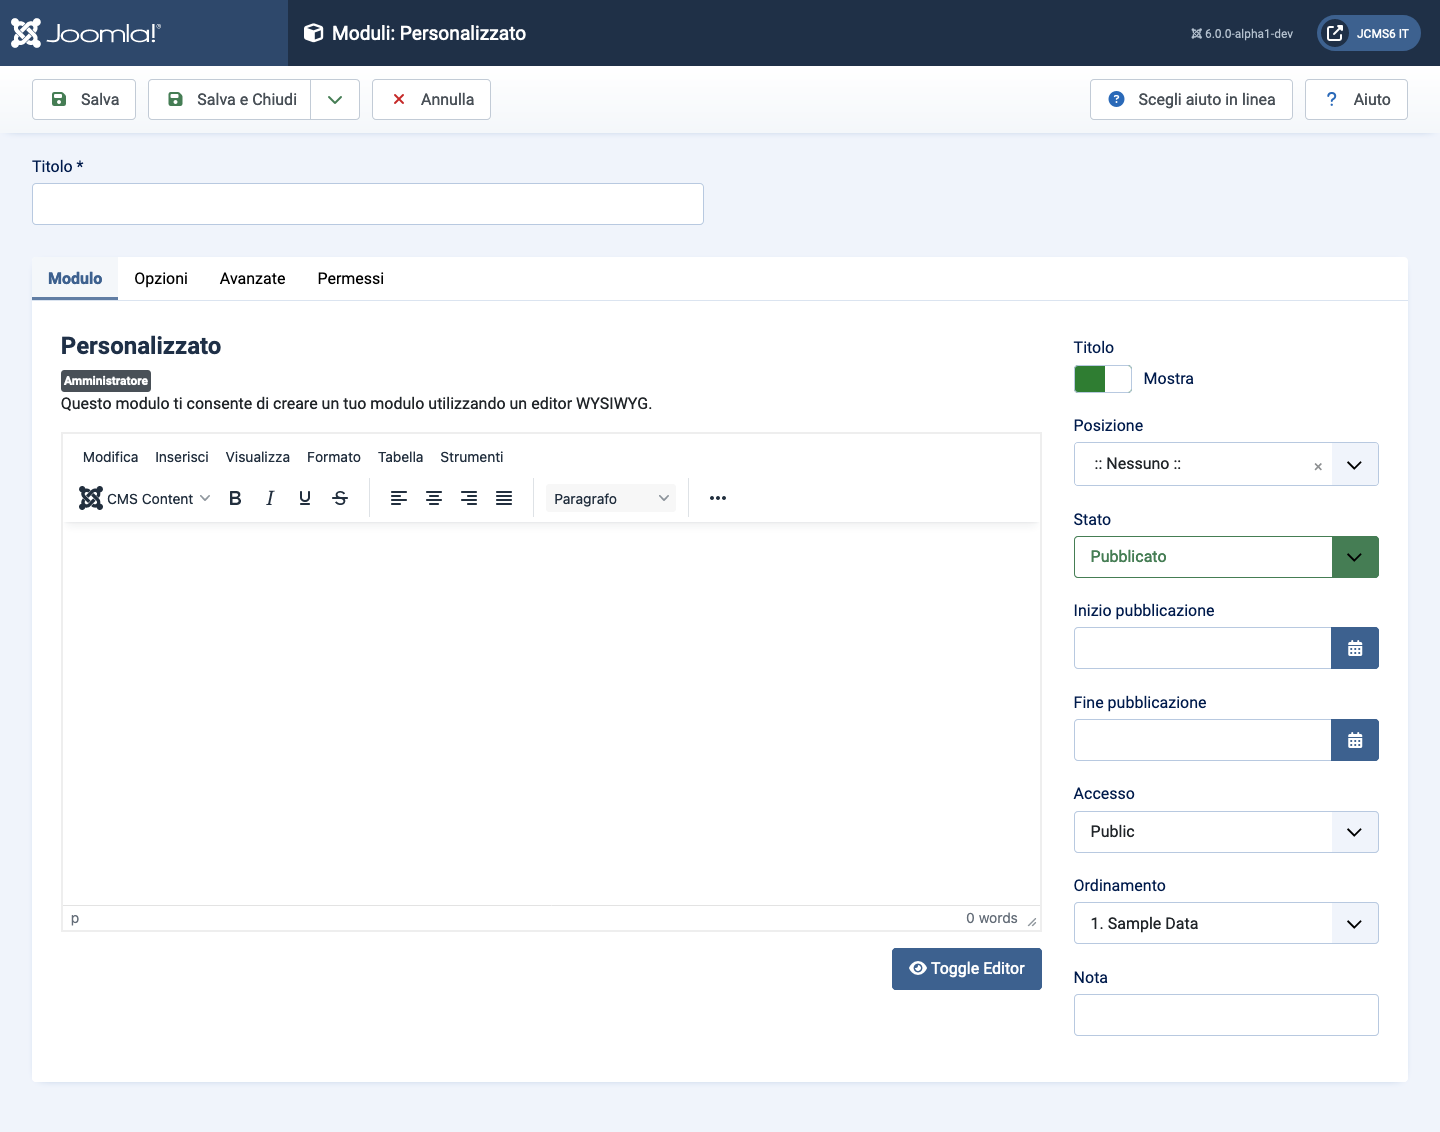 Joomla!®
Moduli: Personalizzato
6.0.0-alpha1-dev
JCMS6 IT
Salva
Salva e Chiudi
Annulla
Scegli aiuto in linea
? Aiuto
Titolo *
Modulo
Opzioni
Avanzate
Permessi
Personalizzato
Amministratore
Questo modulo ti consente di creare un tuo modulo utilizzando un editor WYSIWYG.
Modifica
Inserisci
Visualizza
Formato
Tabella
Strumenti
CMS Content
B
I
U
S
Paragrafo
p
0 words
Toggle Editor
Titolo
Mostra
Posizione
:: Nessuno ::
×
Stato
Pubblicato
Inizio pubblicazione
Fine pubblicazione
Accesso
Public
Ordinamento
1. Sample Data
Nota